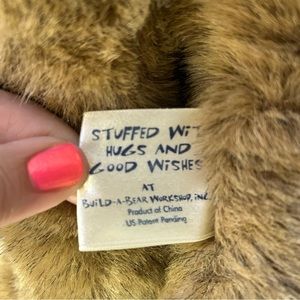 STUFFED WIT
HUGS AND
GOOD WISHES
AT
BUILD-A-BEAR WORKSHOP, INC.
Product of China
US Patent Pending